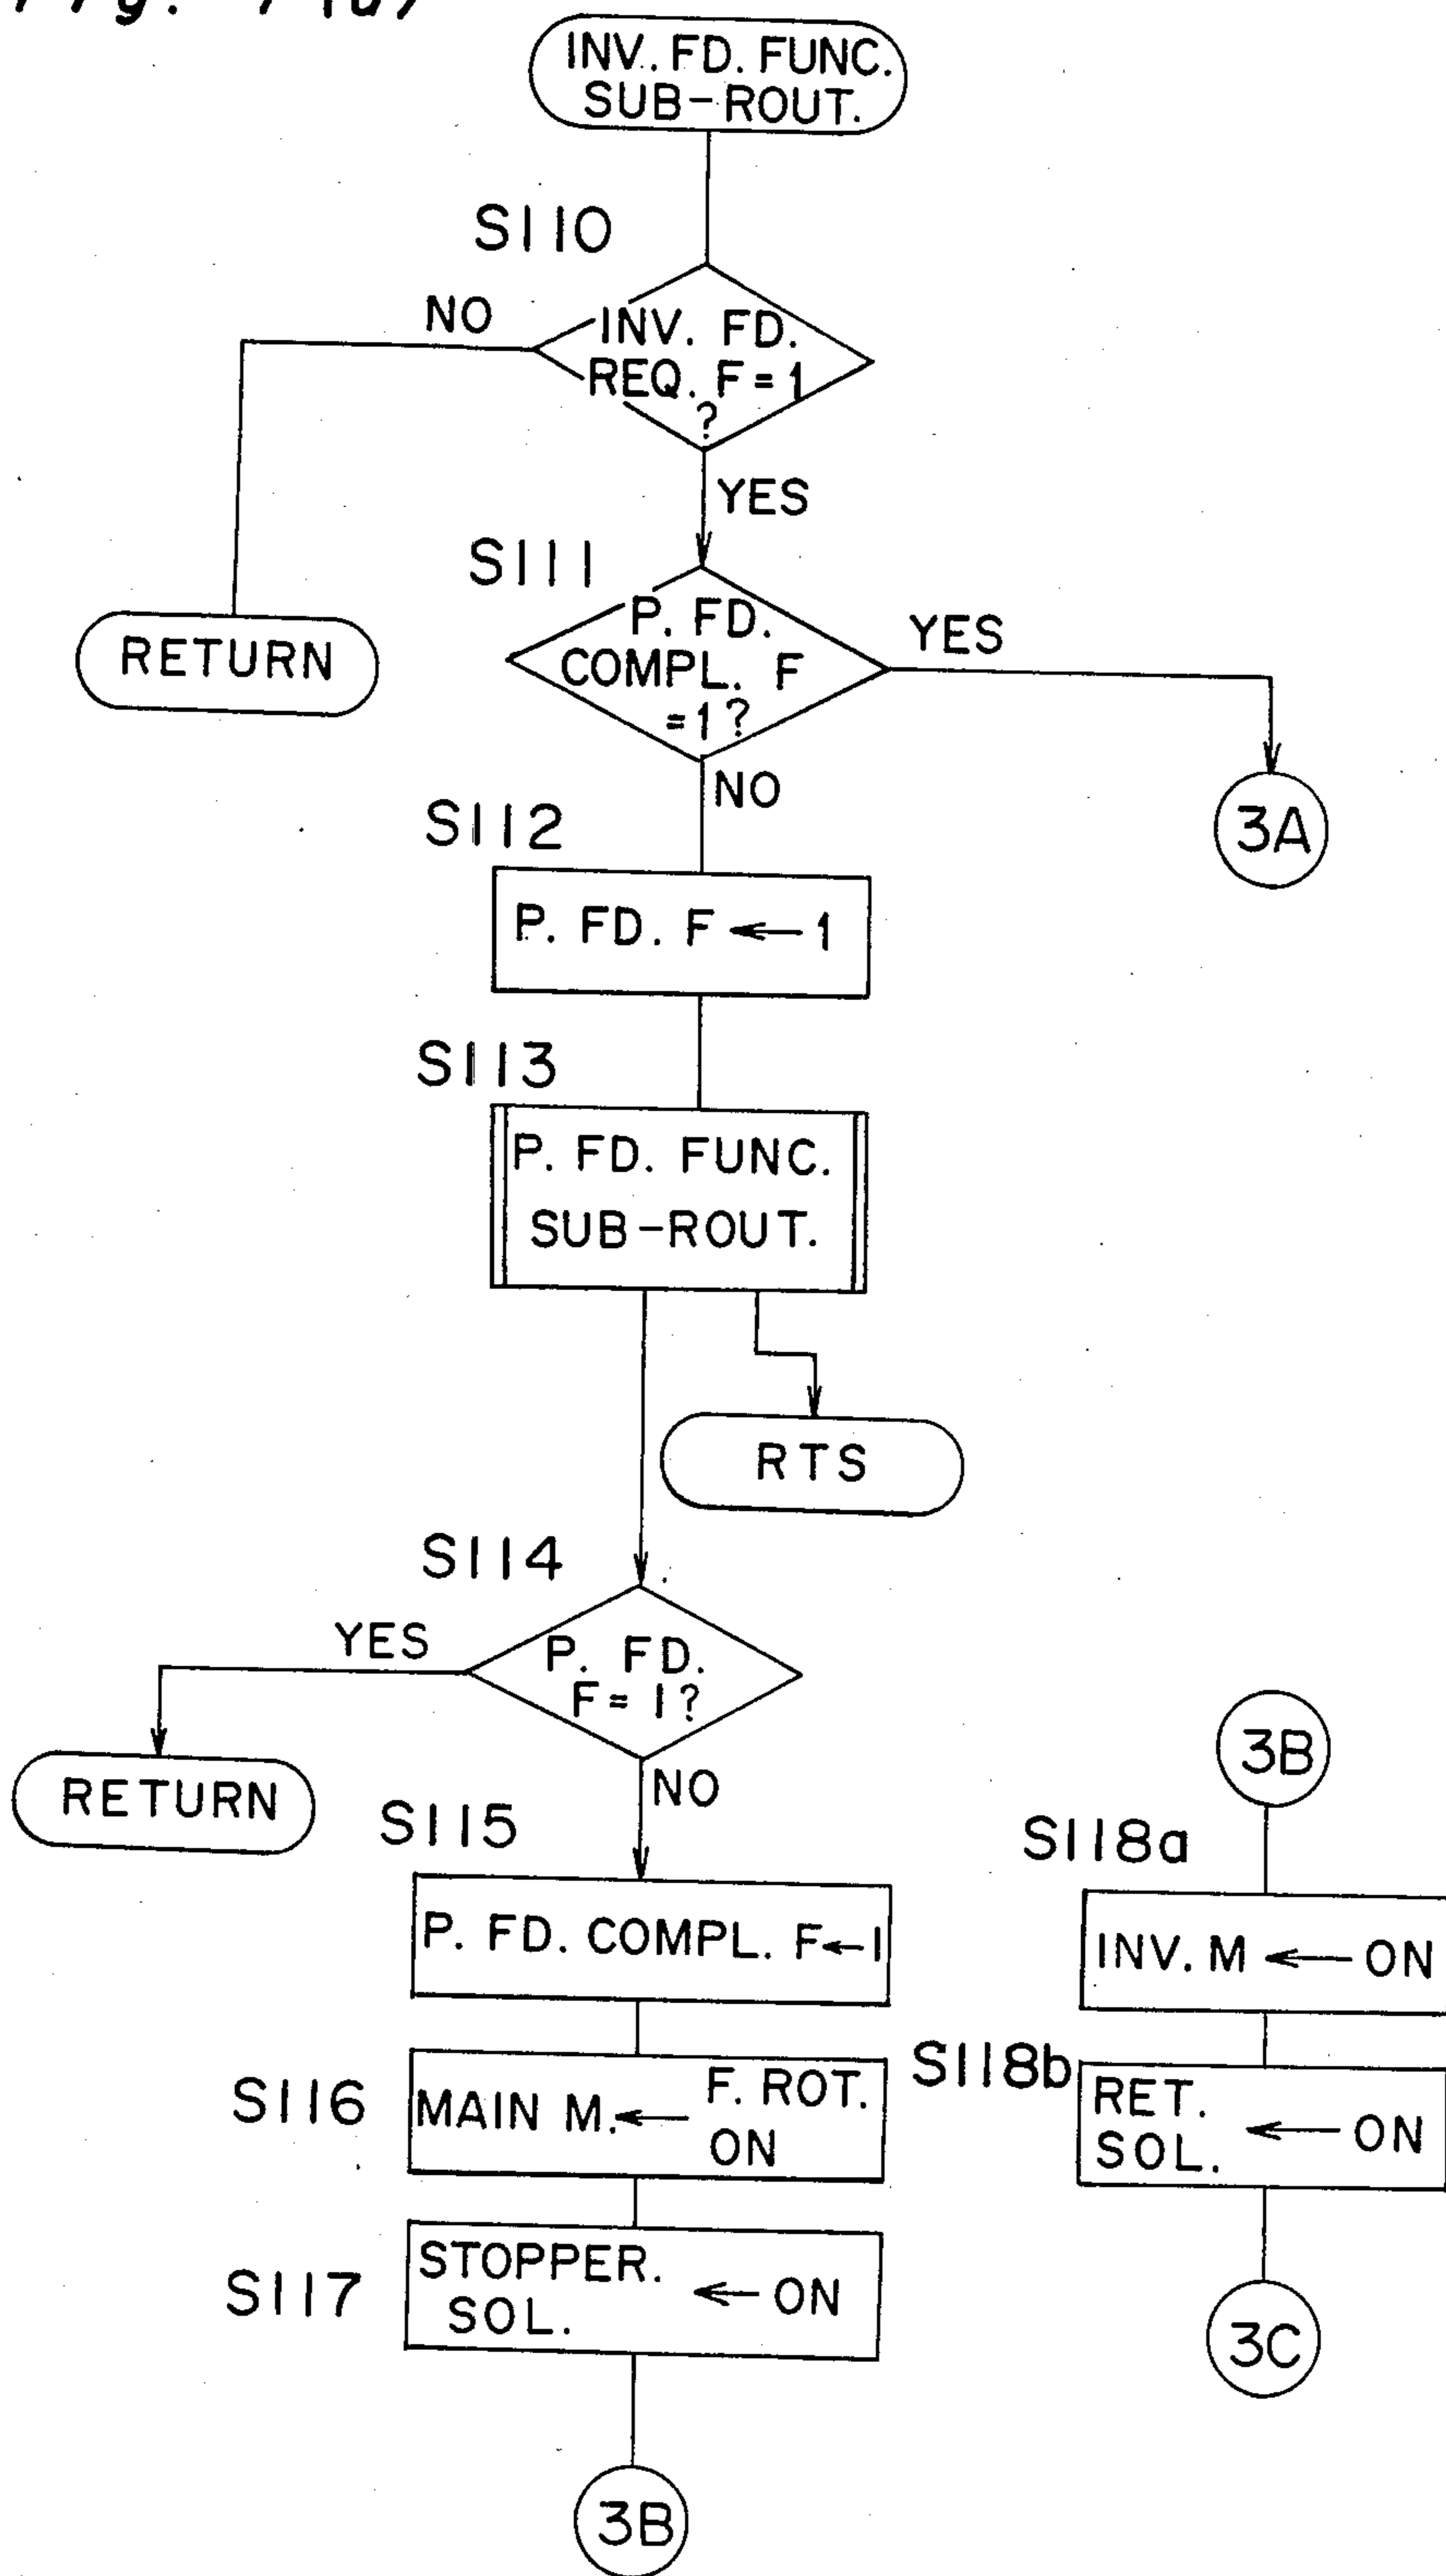 INV. FD. FUNC.
SUB-ROUT.
S110
NO
INV. FD.
REQ. F=1
?
YES
S111
P. FD.
COMPL. F
=1?
YES
RETURN
NO
3A
S112
P. FD. F ← 1
S113
P. FD. FUNC.
SUB-ROUT.
RTS
S114
YES
P. FD.
F=1?
RETURN
NO
S115
P. FD. COMPL. F←1
S116
MAIN M. ← F. ROT.
ON
S117
STOPPER.
SOL. ← ON
3B
3B
S118a
INV. M ← ON
S118b
RET.
SOL. ← ON
3C